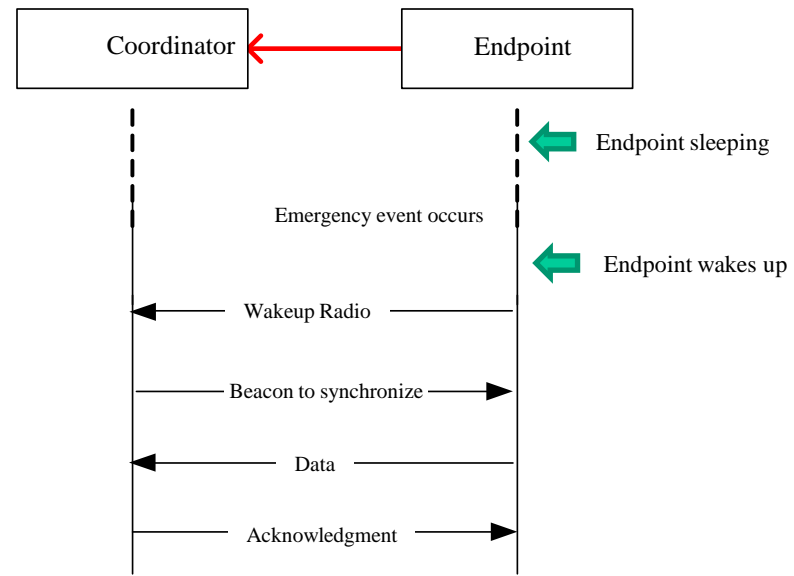 Coordinator
Endpoint
Endpoint sleeping
Emergency event occurs
Endpoint wakes up
Wakeup Radio
Beacon to synchronize
Data
Acknowledgment